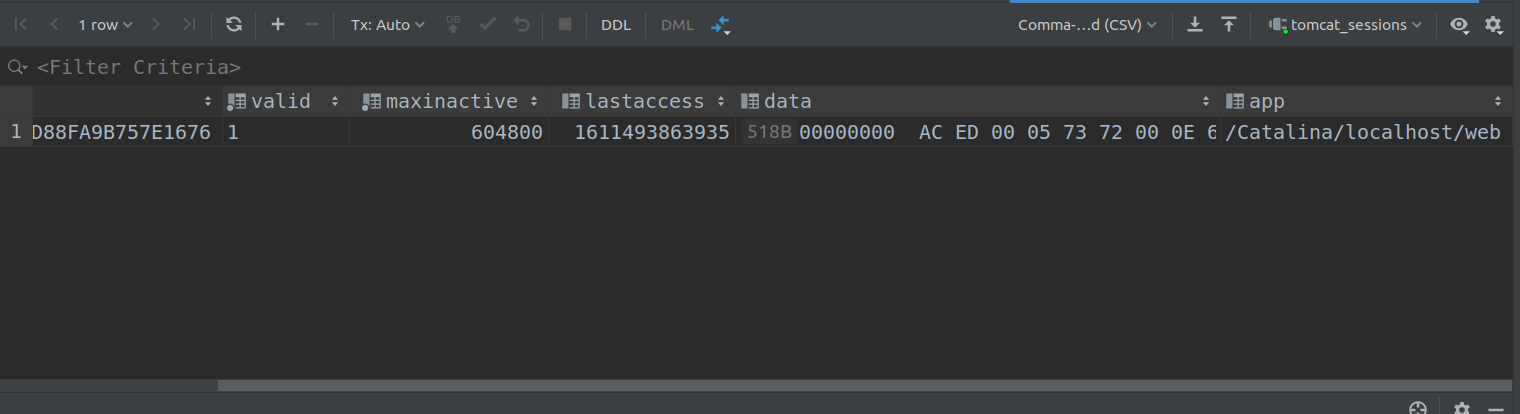 1 row Tx: Auto DB DDL DML Comma-...d (CSV) tomcat_sessions
<Filter Criteria>
valid maxinactive lastaccess data app
1 D88FA9B757E1676 1 604800 1611493863935 518B 00000000 AC ED 00 05 73 72 00 0E 6 /Catalina/localhost/web